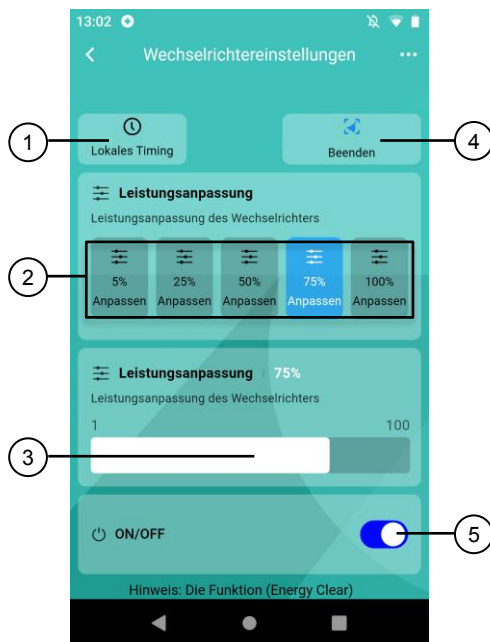 13:02
Wechselrichtereinstellungen
1
Lokales Timing
Beenden
4
Leistungsanpassung
Leistungsanpassung des Wechselrichters
2
5% 25% 50% 75% 100%
Anpassen Anpassen Anpassen Anpassen Anpassen
Leistungsanpassung 75%
Leistungsanpassung des Wechselrichters
1 100
3
ON/OFF
5
Hinweis: Die Funktion (Energy Clear)